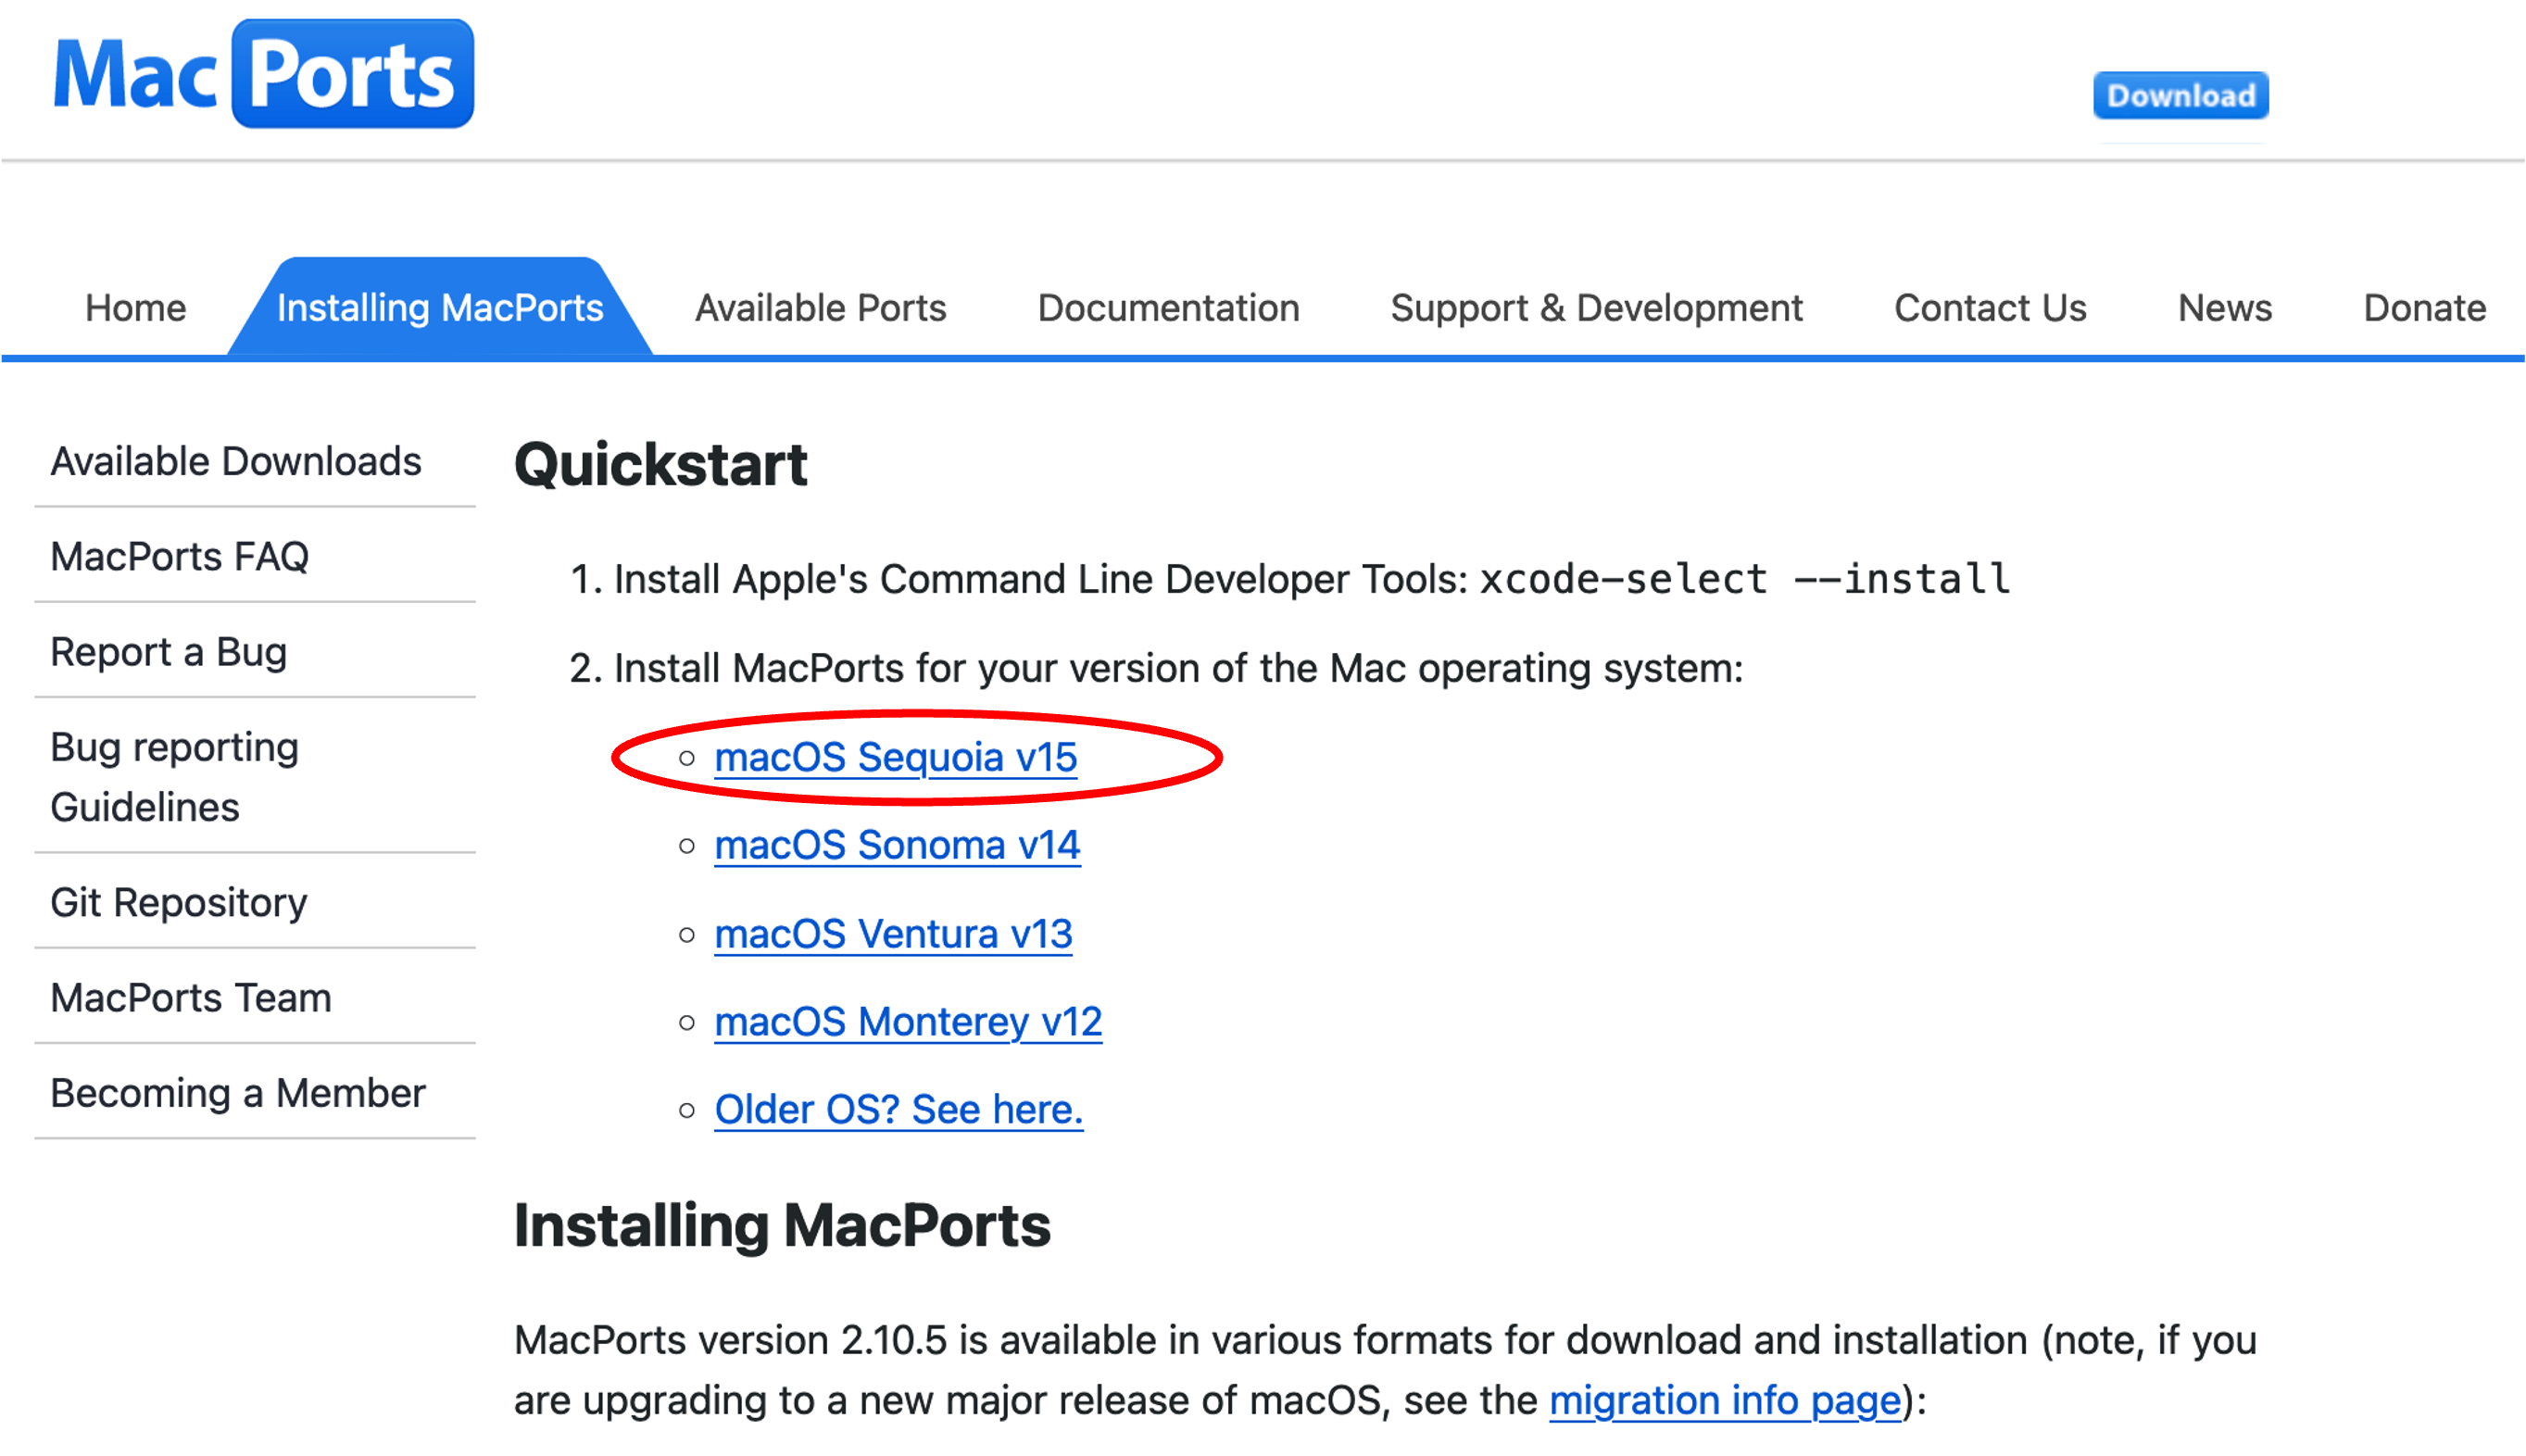 MacPorts
Download
Home Installing MacPorts Available Ports Documentation Support & Development Contact Us News Donate
Available Downloads
MacPorts FAQ
Report a Bug
Bug reporting
Guidelines
Git Repository
MacPorts Team
Becoming a Member
Quickstart
1. Install Apple's Command Line Developer Tools: xcode-select --install
2. Install MacPorts for your version of the Mac operating system:
macOS Sequoia v15
macOS Sonoma v14
macOS Ventura v13
macOS Monterey v12
Older OS? See here.
Installing MacPorts
MacPorts version 2.10.5 is available in various formats for download and installation (note, if you
are upgrading to a new major release of macOS, see the migration info page):